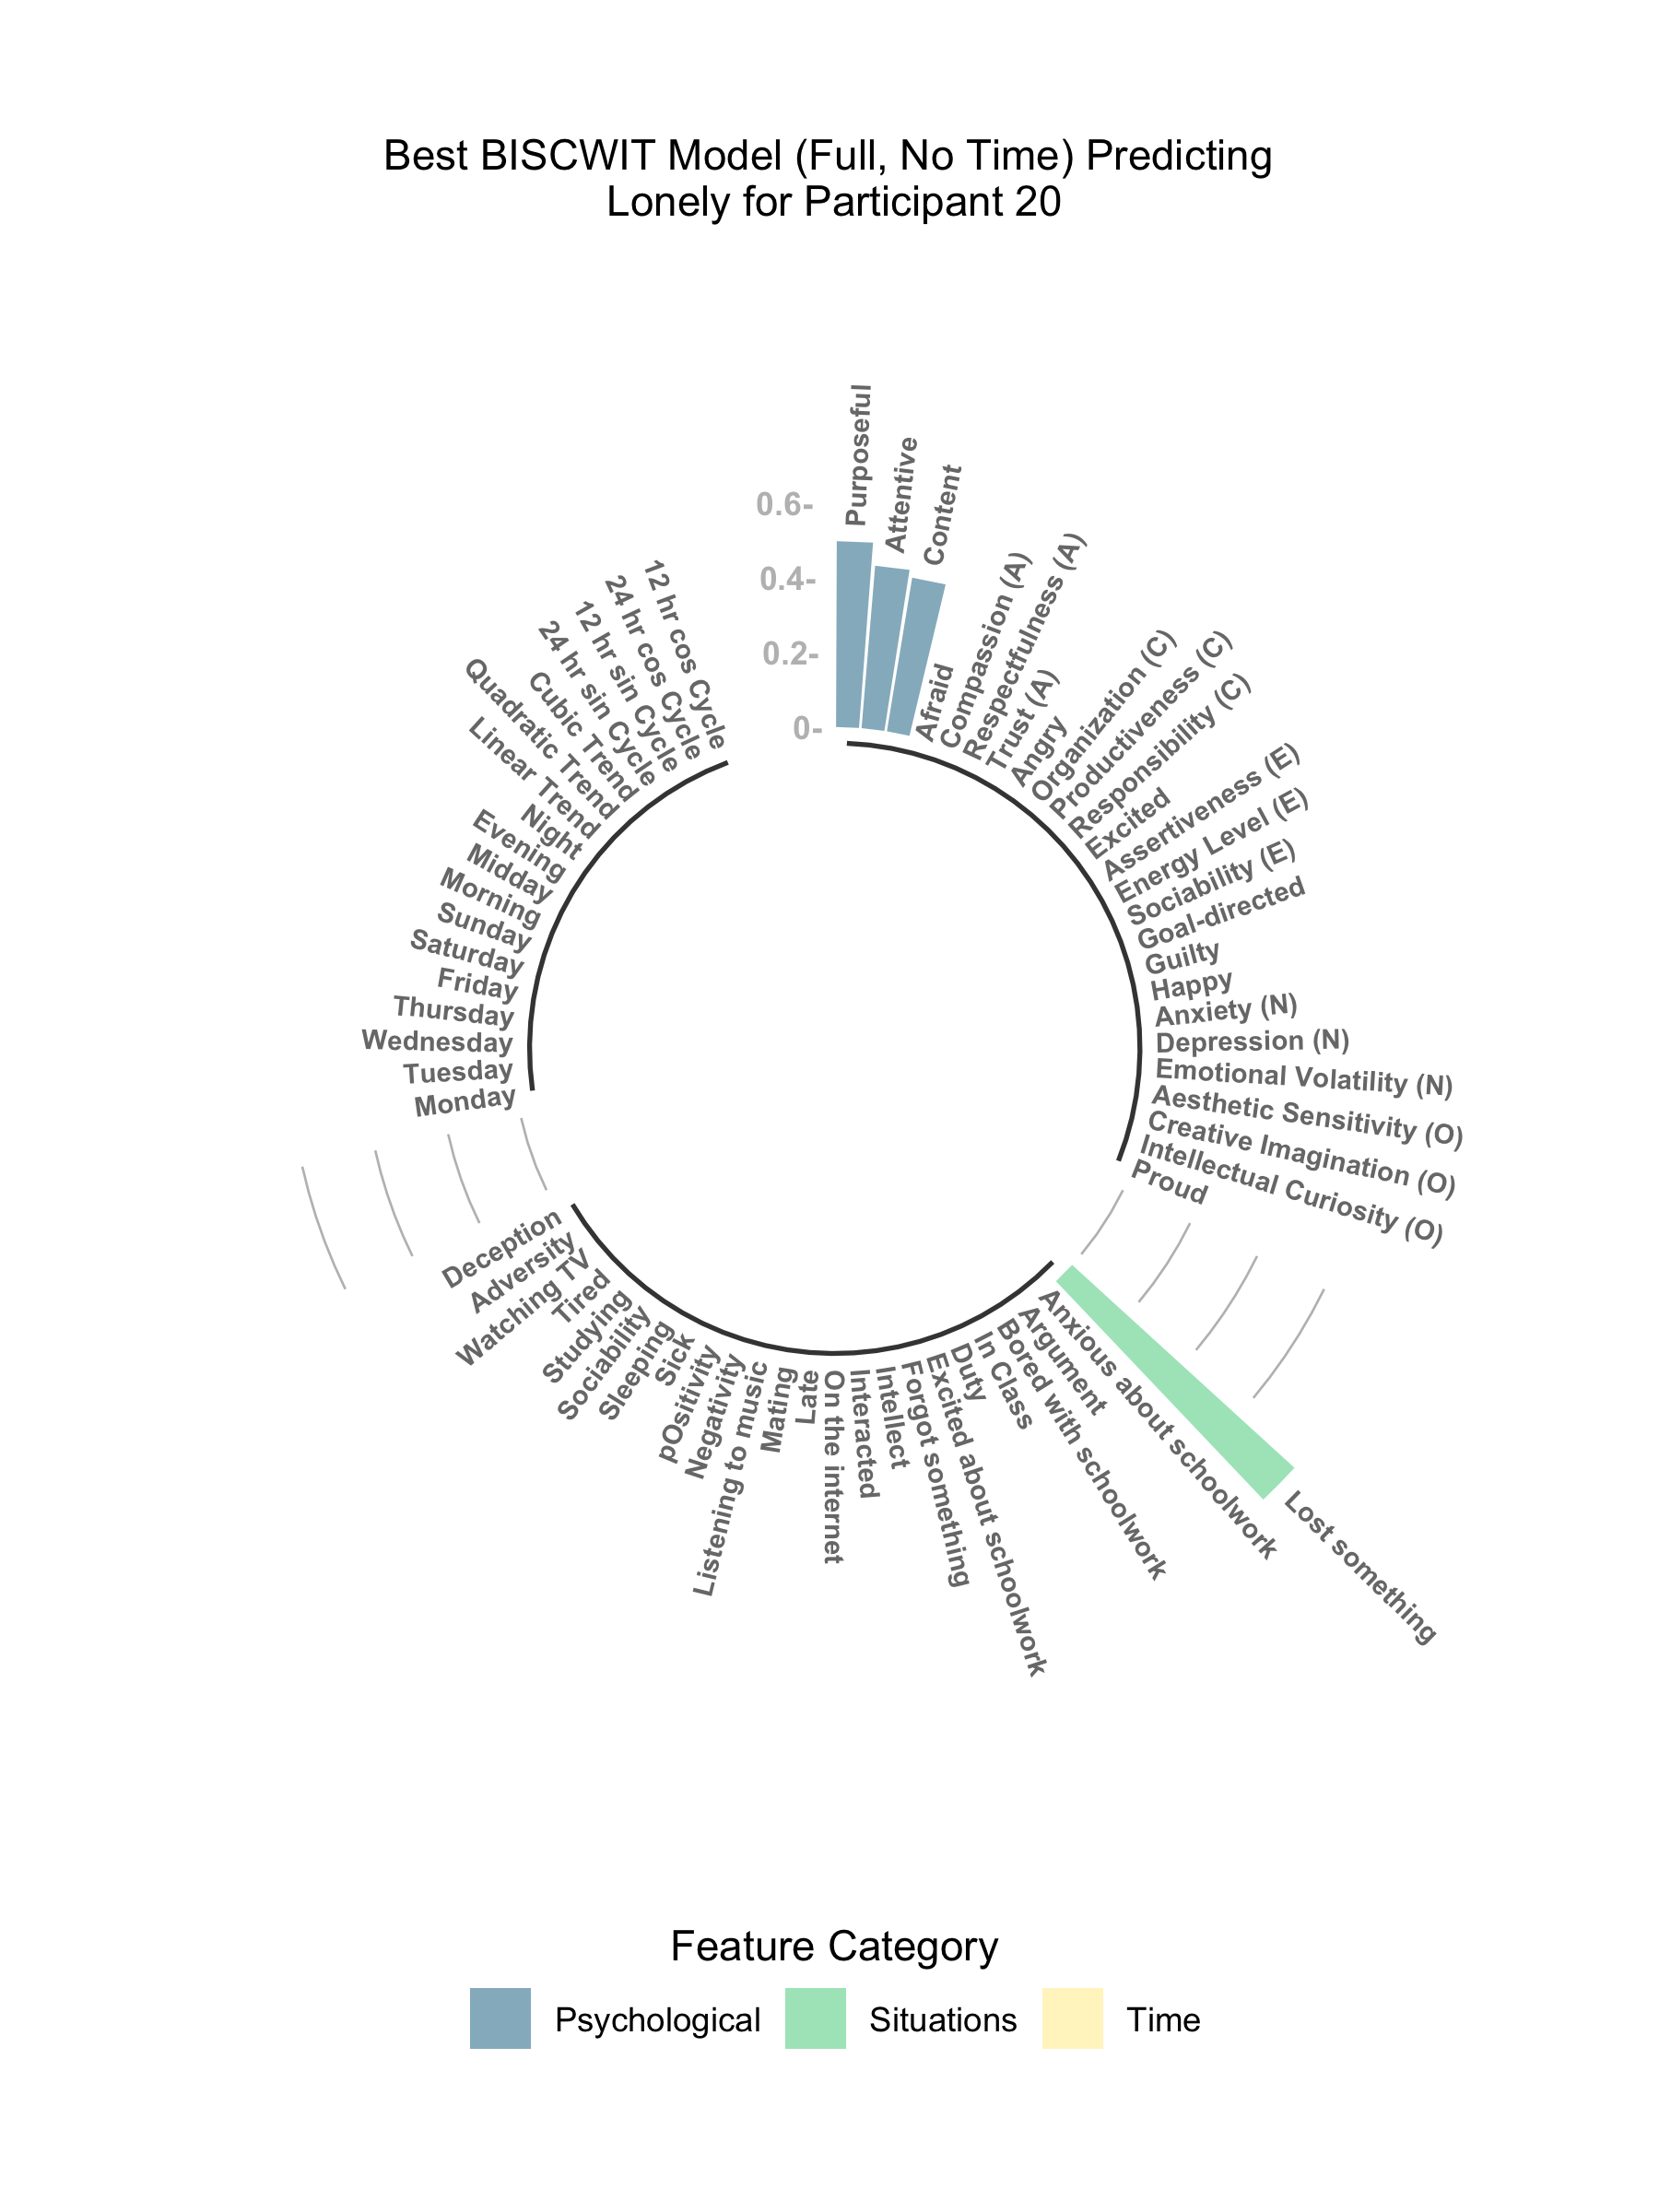 Best BISCWIT Model (Full, No Time) Predicting
Lonely for Participant 20
0.6-
0.4-
0.2-
0-
Purposeful
Attentive
Content
Afraid
Compassion (A)
Respectfulness (A)
Trust (A)
Angry
Organization (C)
Productiveness (C)
Responsibility (C)
Excited
Assertiveness (E)
Energy Level (E)
Sociability (E)
Goal-directed
Guilty
Happy
Anxiety (N)
Depression (N)
Emotional Volatility (N)
Aesthetic Sensitivity (O)
Creative Imagination (O)
Intellectual Curiosity (O)
Proud
Lost something
Anxious about schoolwork
Argument
Bored with schoolwork
In Class
Duty
Excited about schoolwork
Forgot something
Intellect
Interacted
On the internet
Late
Mating
Listening to music
Negativity
pOsitivity
Sick
Sleeping
Sociability
Studying
Tired
Watching TV
Adversity
Deception
Monday
Tuesday
Wednesday
Thursday
Friday
Saturday
Sunday
Morning
Midday
Evening
Night
Linear Trend
Quadratic Trend
Cubic Trend
24 hr sin Cycle
12 hr sin Cycle
24 hr cos Cycle
12 hr cos Cycle
Feature Category
Psychological
Situations
Time